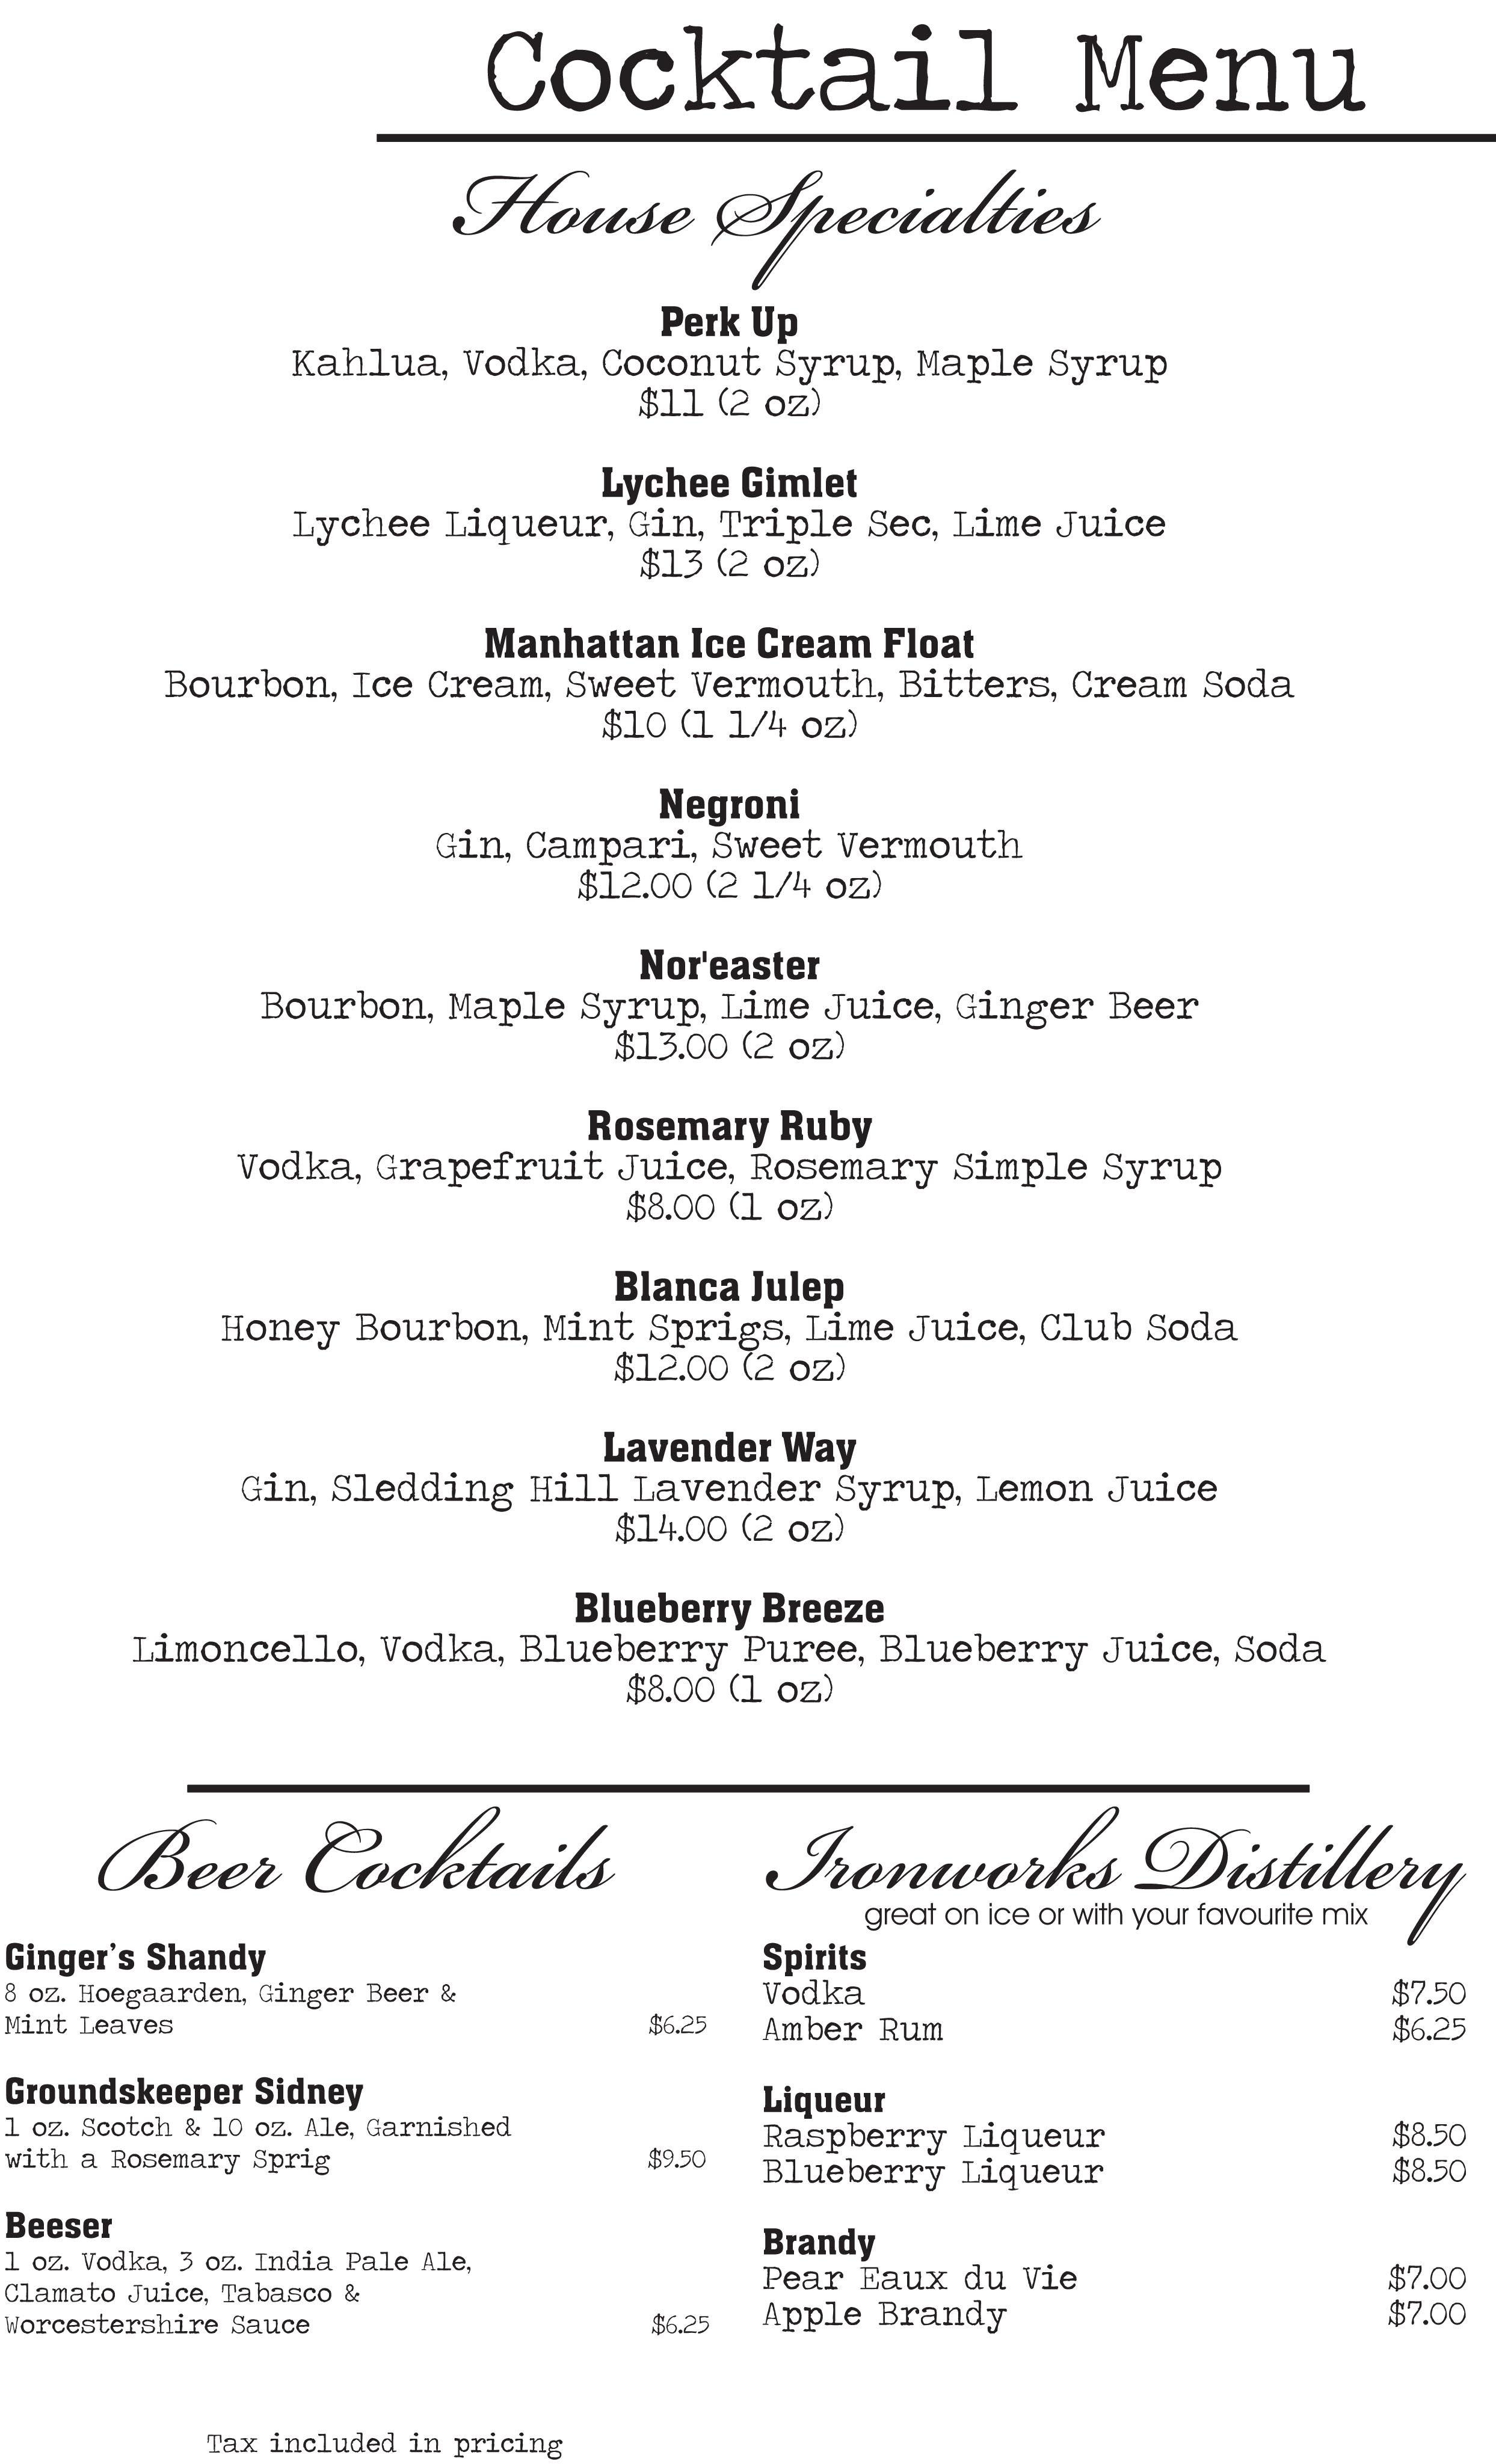 Cocktail Menu
House Specialties
Perk Up
Kahlua, Vodka, Coconut Syrup, Maple Syrup
$11 (2 oz)
Lychee Gimlet
Lychee Liqueur, Gin, Triple Sec, Lime Juice
$13 (2 oz)
Manhattan Ice Cream Float
Bourbon, Ice Cream, Sweet Vermouth, Bitters, Cream Soda
$10 (1 1/4 oz)
Negroni
Gin, Campari, Sweet Vermouth
$12.00 (2 1/4 oz)
Nor'easter
Bourbon, Maple Syrup, Lime Juice, Ginger Beer
$13.00 (2 oz)
Rosemary Ruby
Vodka, Grapefruit Juice, Rosemary Simple Syrup
$8.00 (1 oz)
Blanca Julep
Honey Bourbon, Mint Sprigs, Lime Juice, Club Soda
$12.00 (2 oz)
Lavender Way
Gin, Sledding Hill Lavender Syrup, Lemon Juice
$14.00 (2 oz)
Blueberry Breeze
Limoncello, Vodka, Blueberry Puree, Blueberry Juice, Soda
$8.00 (1 oz)
Beer Cocktails
Ginger’s Shandy
8 oz. Hoegaarden, Ginger Beer &
Mint Leaves $6.25
Groundskeeper Sidney
1 oz. Scotch & 10 oz. Ale, Garnished
with a Rosemary Sprig $9.50
Beeser
1 oz. Vodka, 3 oz. India Pale Ale,
Clamato Juice, Tabasco &
Worcestershire Sauce $6.25
Ironworks Distillery
great on ice or with your favourite mix
Spirits
Vodka $7.50
Amber Rum $6.25
Liqueur
Raspberry Liqueur $8.50
Blueberry Liqueur $8.50
Brandy
Pear Eaux du Vie $7.00
Apple Brandy $7.00
Tax included in pricing